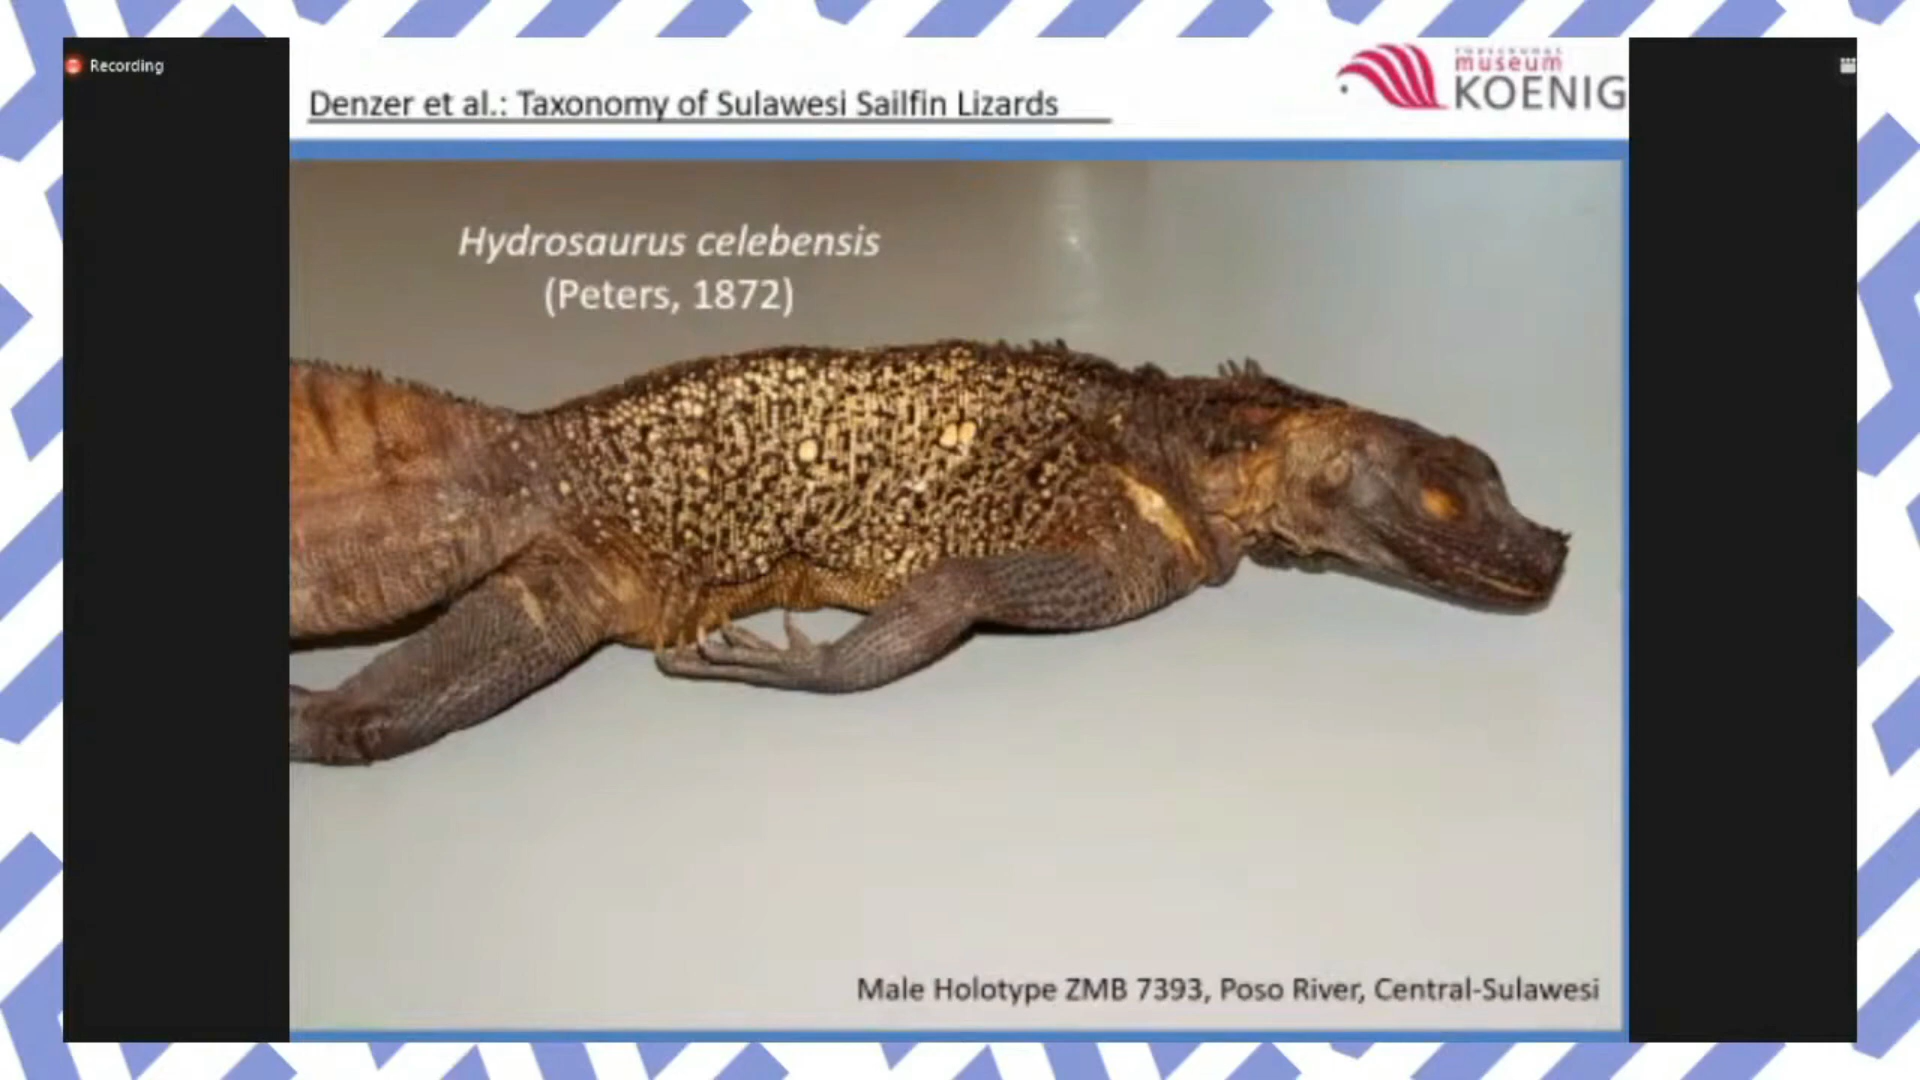 Recording
Denzer et al.: Taxonomy of Sulawesi Sailfin Lizards
museum
KOENIG
Hydrosaurus celebensis
(Peters, 1872)
Male Holotype ZMB 7393, Poso River, Central-Sulawesi